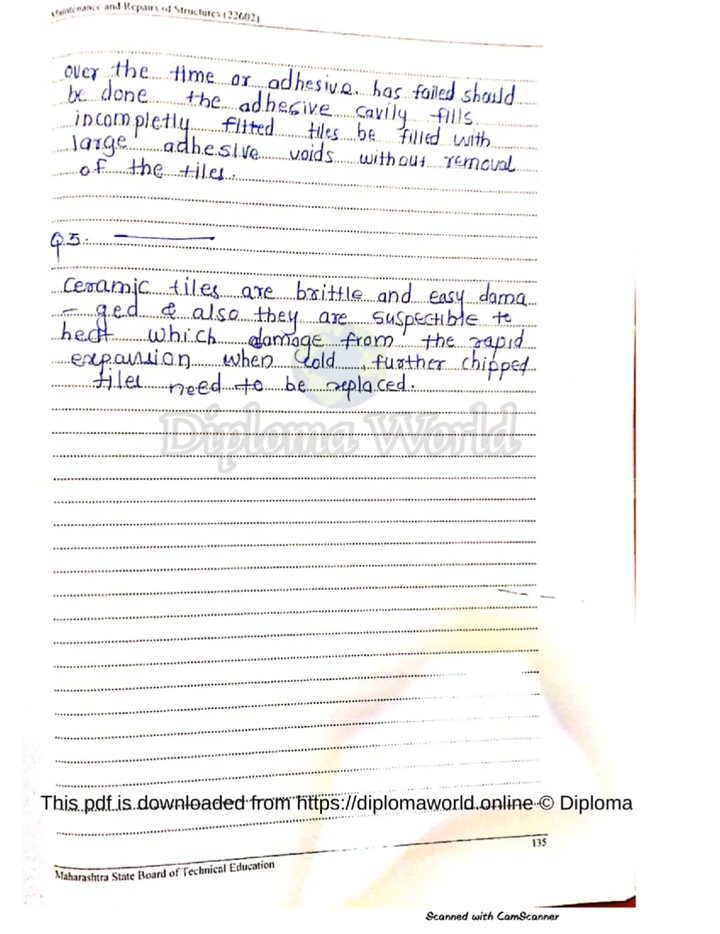 Maintenance and Repairs of Structures (22602)
over the time or adhesive. has failed should
be done the adhesive cavily fills.
incompletly fitted tiles be filled with
large adhesive voids without removal
of the tiles.
Q 5.
Ceramic tiles are brittle and easy dama
- ged & also they are suspectible to
heat which damage from the rapid
expansion when cold, further chipped
tiles need to be replaced.
Diploma World
This pdf is downloaded from https://diplomaworld.online © Diploma
135
Maharashtra State Board of Technical Education
Scanned with CamScanner